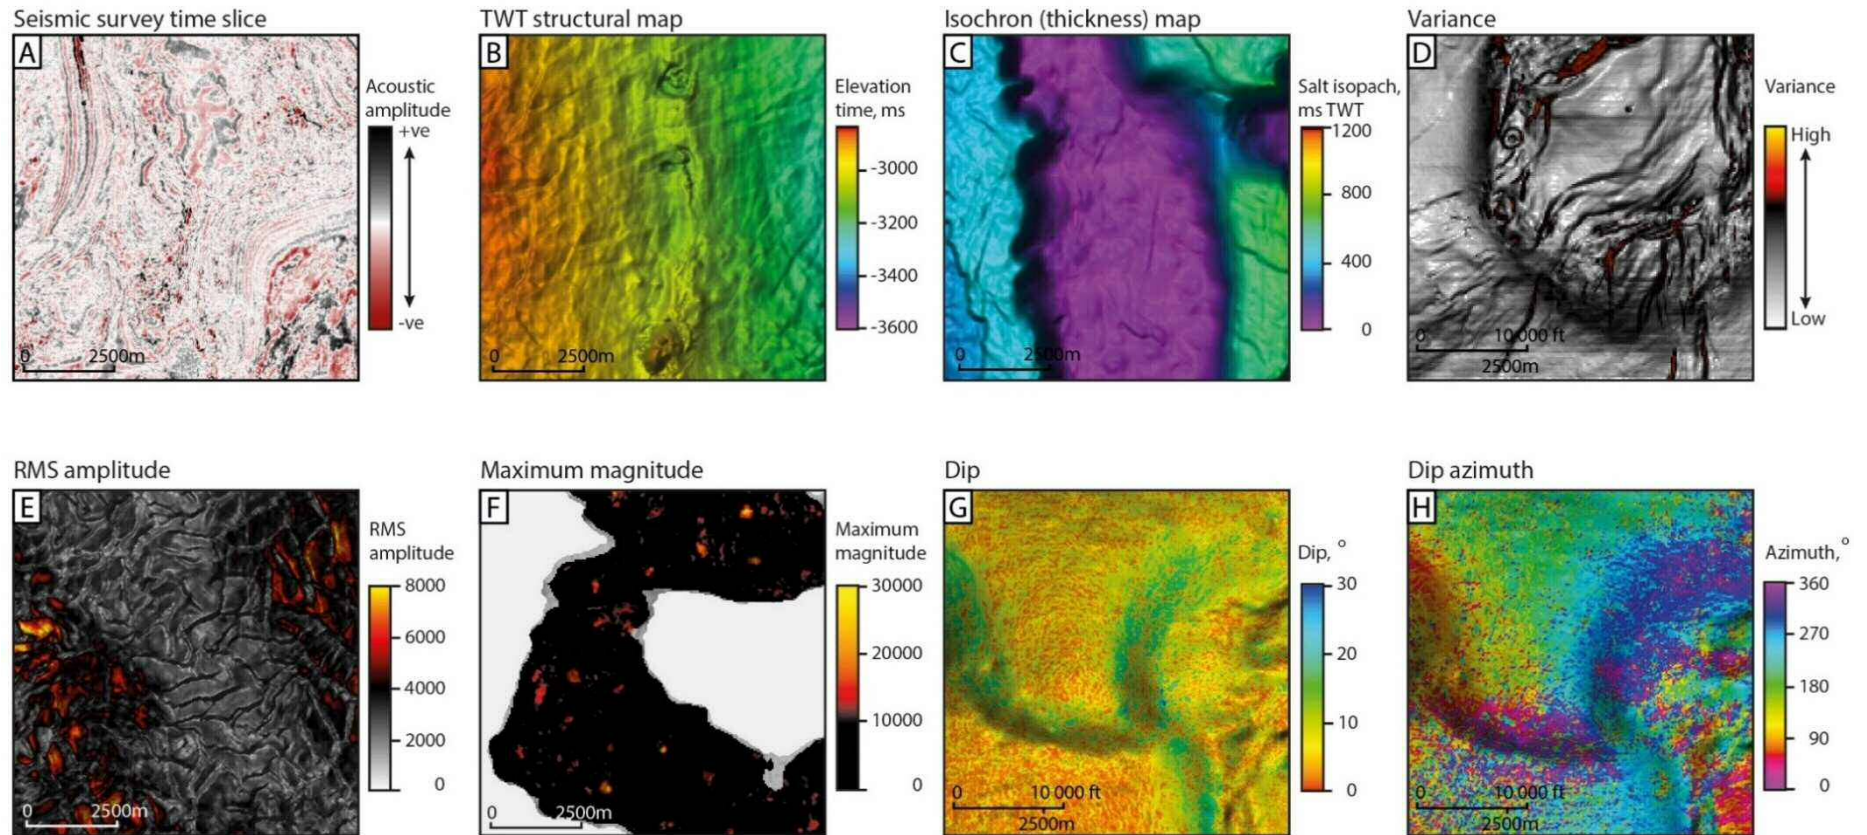 Seismic survey time slice
A
Acoustic
amplitude
+ve
-ve
0 2500m
TWT structural map
B
Elevation
time, ms
-3000
-3200
-3400
-3600
0 2500m
Isochron (thickness) map
C
Salt isopach,
ms TWT
1200
800
400
0
0 2500m
Variance
D
Variance
High
Low
0 10 000 ft
2500m
RMS amplitude
E
RMS
amplitude
8000
6000
4000
2000
0
0 2500m
Maximum magnitude
F
Maximum
magnitude
30000
20000
10000
0
0 2500m
Dip
G
Dip, °
30
20
10
0
0 10 000 ft
2500m
Dip azimuth
H
Azimuth, °
360
270
180
90
0
0 10 000 ft
2500m